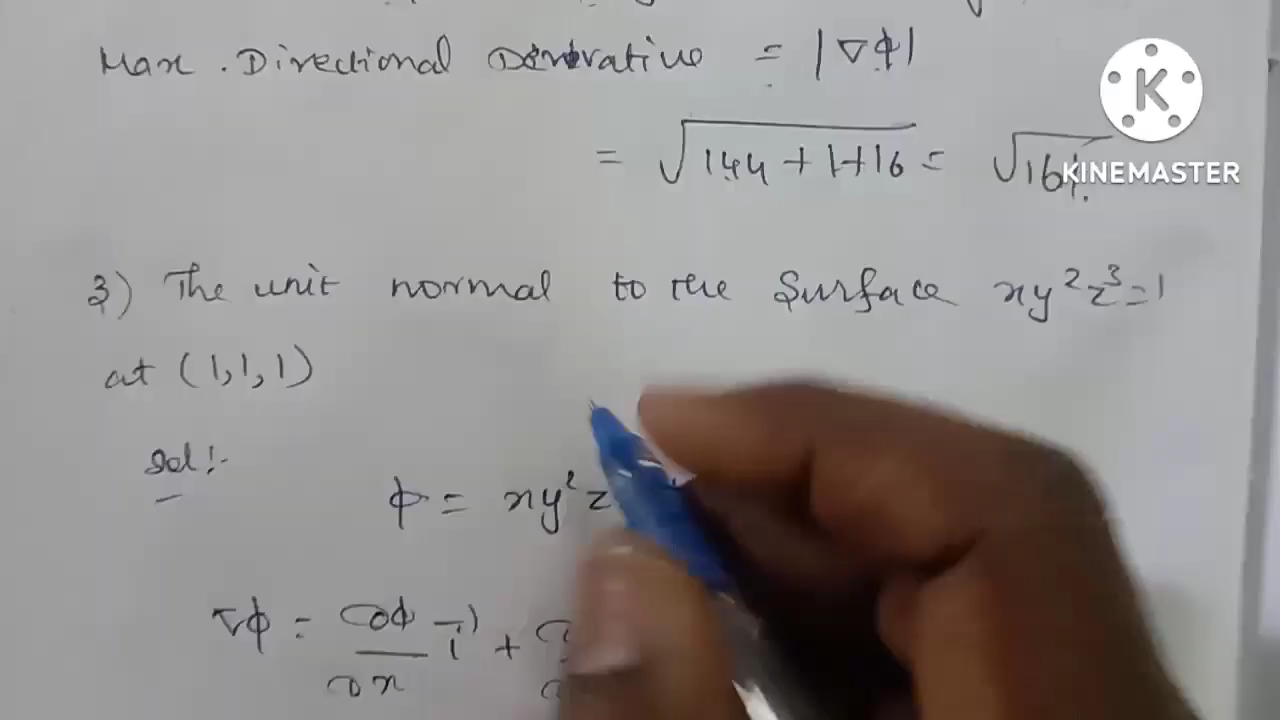 Max. Directional Derivative = |∇ϕ|
= √144+1+16 = √161
KINEMASTER
3) The unit normal to the surface xy²z³=1
at (1,1,1)
Sol:-
ϕ = xy²z
∇ϕ = ∂ϕ/∂x i +